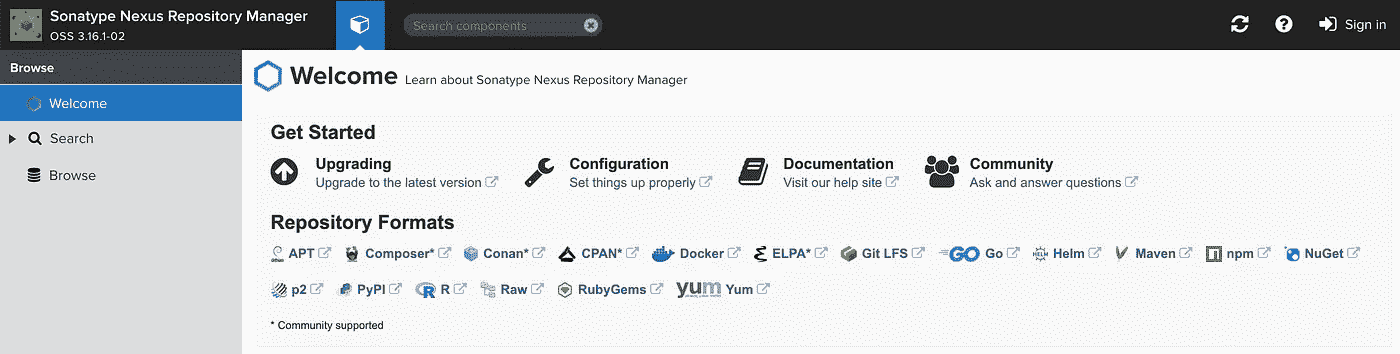 Sonatype Nexus Repository Manager
OSS 3.16.1-02
Search components
Sign in
Browse
Welcome
Search
Browse
Welcome Learn about Sonatype Nexus Repository Manager
Get Started
Upgrading
Upgrade to the latest version
Configuration
Set things up properly
Documentation
Visit our help site
Community
Ask and answer questions
Repository Formats
APT Composer* Conan* CPAN* Docker ELPA* Git LFS GO Go HELM Helm Maven npm NuGet
p2 PyPI R R Raw RubyGems yum Yum
* Community supported